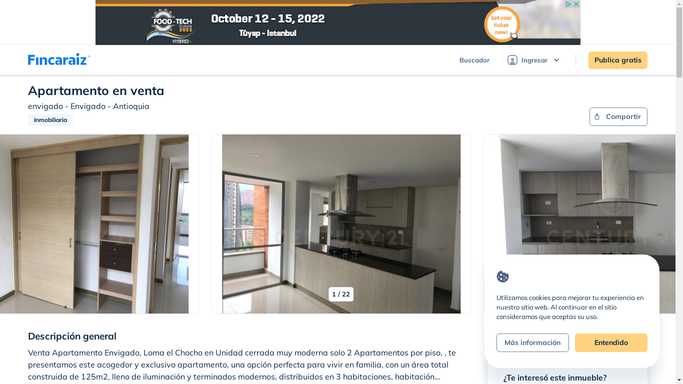 FOOD-TECH
October 12 - 15, 2022
Tüyap - Istanbul
Get your ticket now!
Fincaraíz
Buscador
Ingresar
Publica gratis
Apartamento en venta
envigado - Envigado - Antioquia
Inmobiliaria
Compartir
CENTURY 21
1 / 22
CENTURY
Utilizamos cookies para mejorar tu experiencia en
nuestro sitio web. Al continuar en el sitio
consideramos que aceptas su uso.
Más información
Entendido
Descripción general
Venta Apartamento Envigado, Loma el Chocho en Unidad cerrada muy moderna solo 2 Apartamentos por piso, , te
presentamos este acogedor y exclusivo apartamento, una opción perfecta para vivir en familia, con un área total
construida de 125m2, lleno de iluminación y terminados modernos, distribuidos en 3 habitaciones, habitación...
¿Te interesó este inmueble?